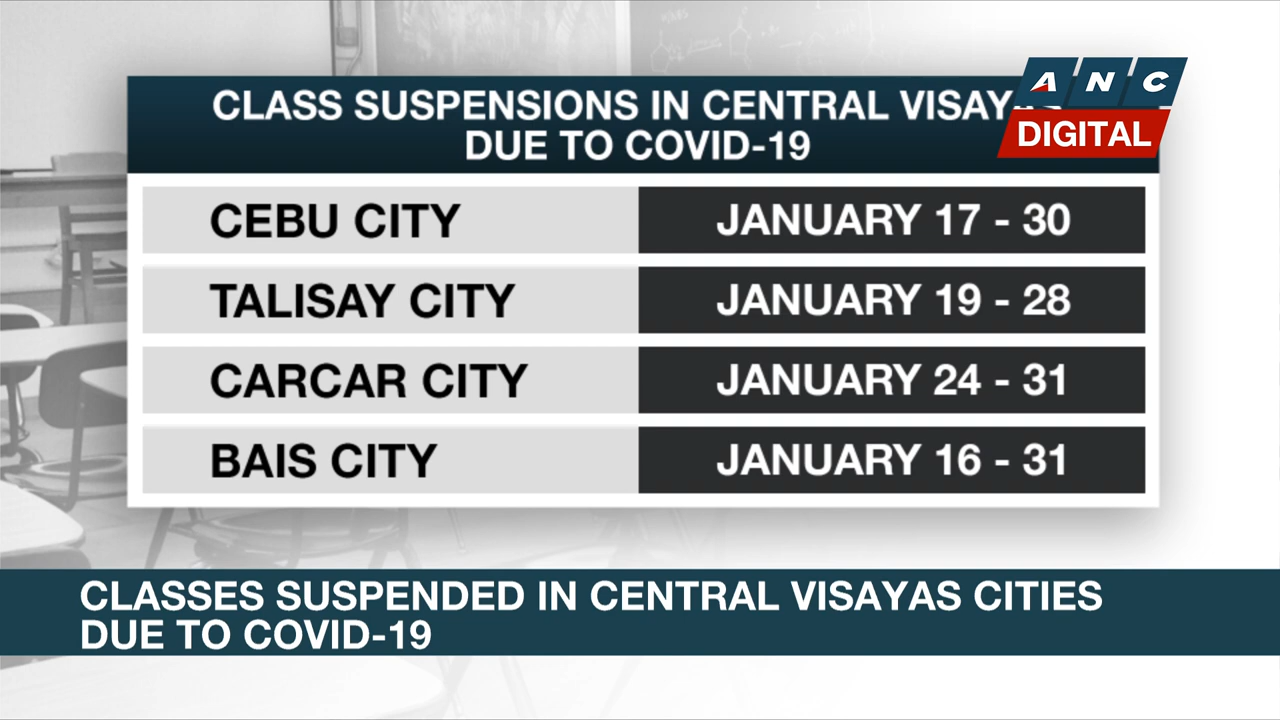 CLASS SUSPENSIONS IN CENTRAL
DUE TO COVID-19
ANC
DIGITAL
CEBU CITY JANUARY 17 - 30
TALISAY CITY JANUARY 19 - 28
CARCAR CITY JANUARY 24 - 31
BAIS CITY JANUARY 16 - 31
CLASSES SUSPENDED IN CENTRAL VISAYAS CITIES
DUE TO COVID-19